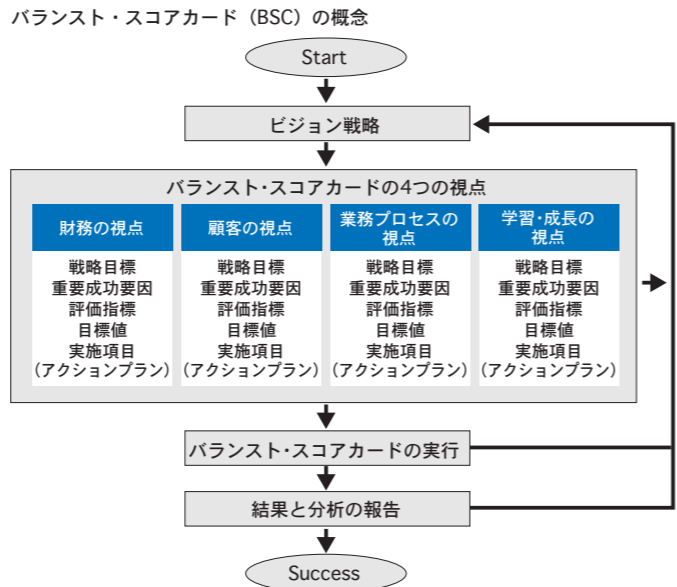 バランスト・スコアカード（BSC）の概念
Start
ビジョン戦略
バランスト・スコアカードの4つの視点
財務の視点
戦略目標
重要成功要因
評価指標
目標値
実施項目
(アクションプラン)
顧客の視点
戦略目標
重要成功要因
評価指標
目標値
実施項目
(アクションプラン)
業務プロセスの
視点
戦略目標
重要成功要因
評価指標
目標値
実施項目
(アクションプラン)
学習・成長の
視点
戦略目標
重要成功要因
評価指標
目標値
実施項目
(アクションプラン)
バランスト・スコアカードの実行
結果と分析の報告
Success